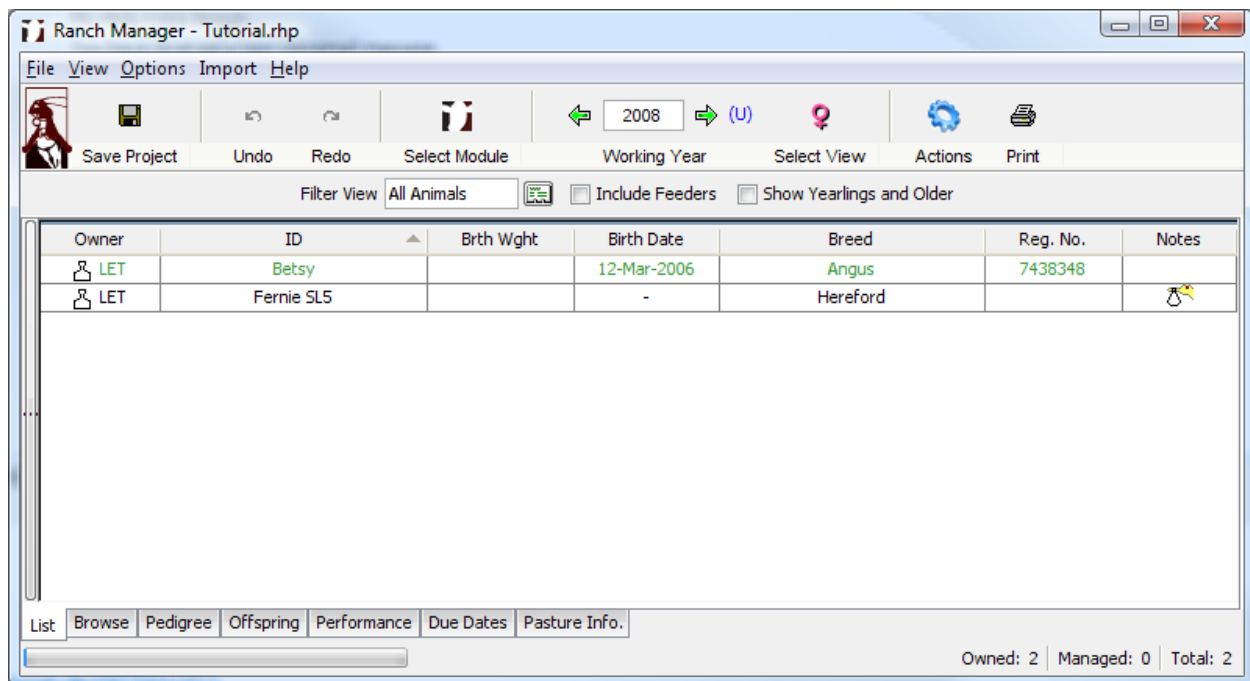 Ranch Manager - Tutorial.rhp
File View Options Import Help
2008 (U)
Save Project Undo Redo Select Module Working Year Select View Actions Print
Filter View All Animals Include Feeders Show Yearlings and Older
Owner ID Brth Wght Birth Date Breed Reg. No. Notes
LET Betsy 12-Mar-2006 Angus 7438348
LET Fernie SL5 - Hereford
List Browse Pedigree Offspring Performance Due Dates Pasture Info.
Owned: 2 Managed: 0 Total: 2